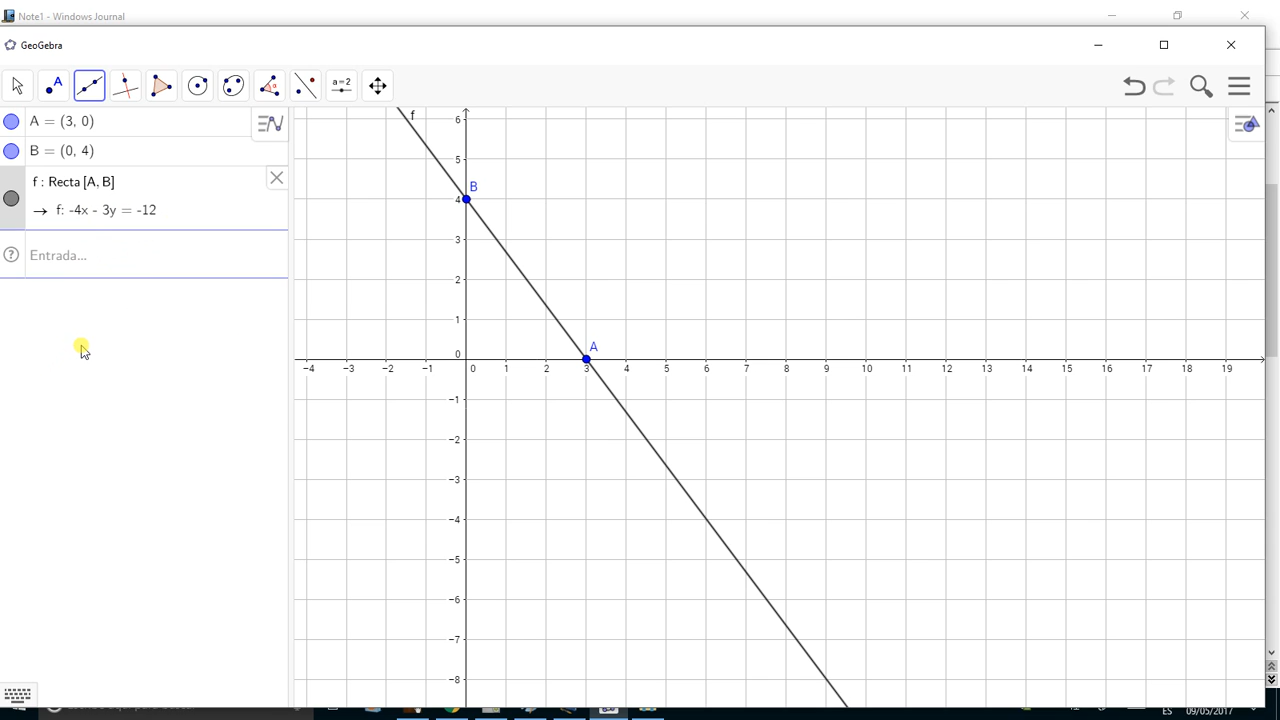 Note1 - Windows Journal
GeoGebra
A
a=2
A = (3, 0)
B = (0, 4)
f : Recta [A, B]
→ f: -4x - 3y = -12
Entrada...
f
B
A
6
5
4
3
2
1
0
−1
−2
−3
−4
−5
−6
−7
−8
−4 −3 −2 −1 0 1 2 3 4 5 6 7 8 9 10 11 12 13 14 15 16 17 18 19
ES 09/05/2017